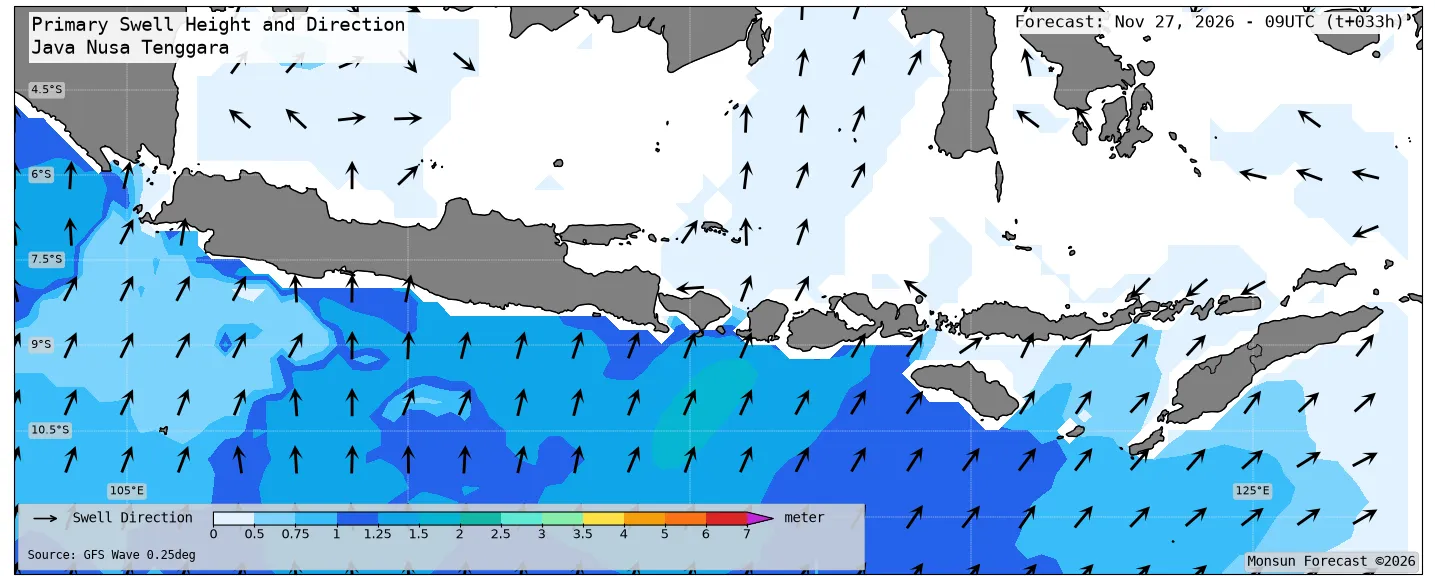 Primary Swell Height and Direction
Java Nusa Tenggara
Forecast: Nov 27, 2026 - 09UTC (t+033h)
4.5°S
6°S
7.5°S
9°S
10.5°S
105°E
125°E
Swell Direction
0 0.5 0.75 1 1.25 1.5 2 2.5 3 3.5 4 5 6 7
meter
Source: GFS Wave 0.25deg
Monsun Forecast ©2026